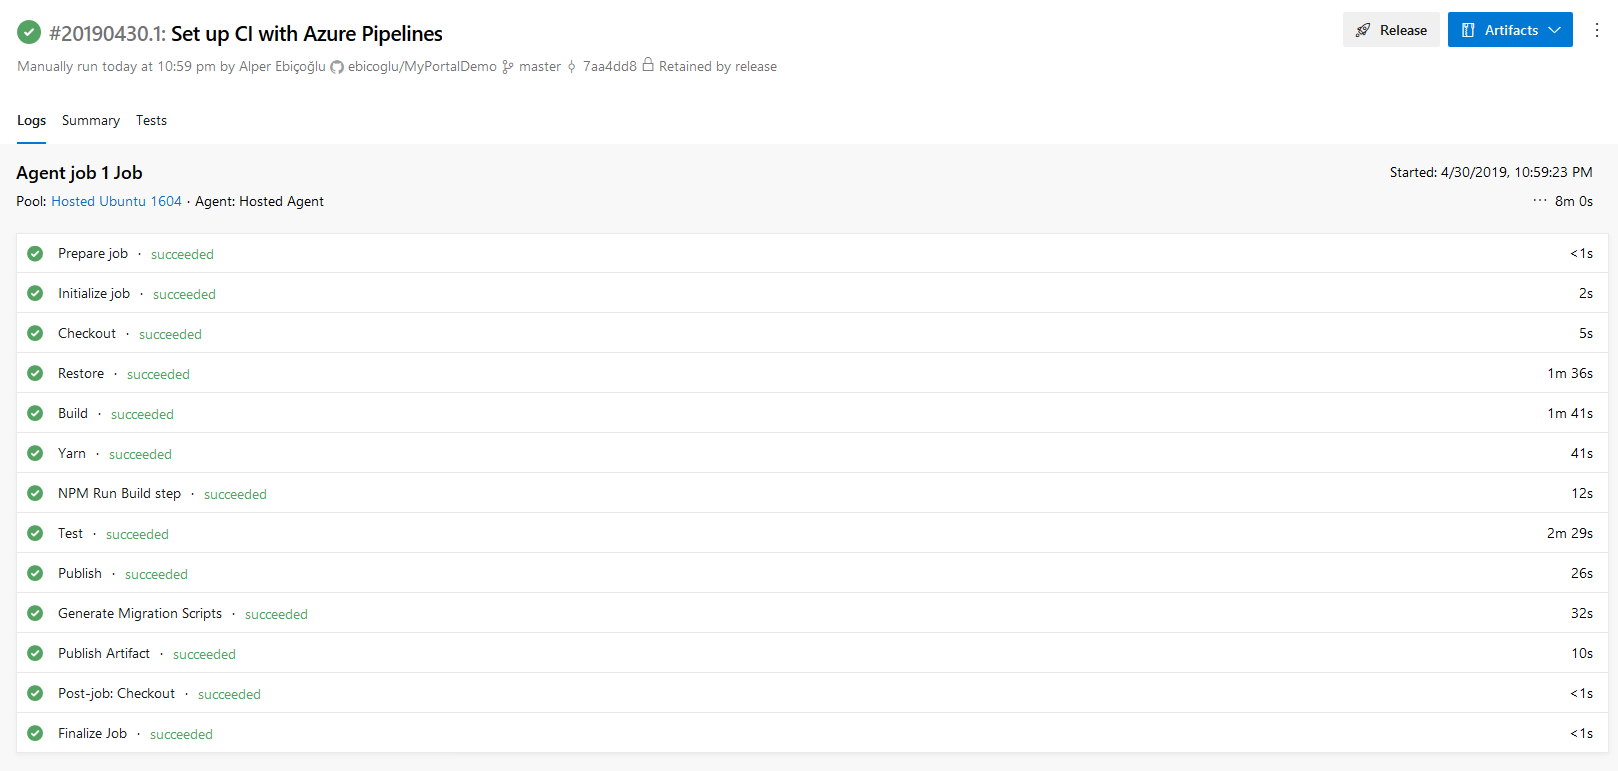 #20190430.1: Set up CI with Azure Pipelines
Release
Artifacts
Manually run today at 10:59 pm by Alper Ebiçoğlu ebicoglu/MyPortalDemo master 7aa4dd8 Retained by release
Logs Summary Tests
Agent job 1 Job
Started: 4/30/2019, 10:59:23 PM
Pool: Hosted Ubuntu 1604 · Agent: Hosted Agent
··· 8m 0s
Prepare job · succeeded <1s
Initialize job · succeeded 2s
Checkout · succeeded 5s
Restore · succeeded 1m 36s
Build · succeeded 1m 41s
Yarn · succeeded 41s
NPM Run Build step · succeeded 12s
Test · succeeded 2m 29s
Publish · succeeded 26s
Generate Migration Scripts · succeeded 32s
Publish Artifact · succeeded 10s
Post-job: Checkout · succeeded <1s
Finalize Job · succeeded <1s